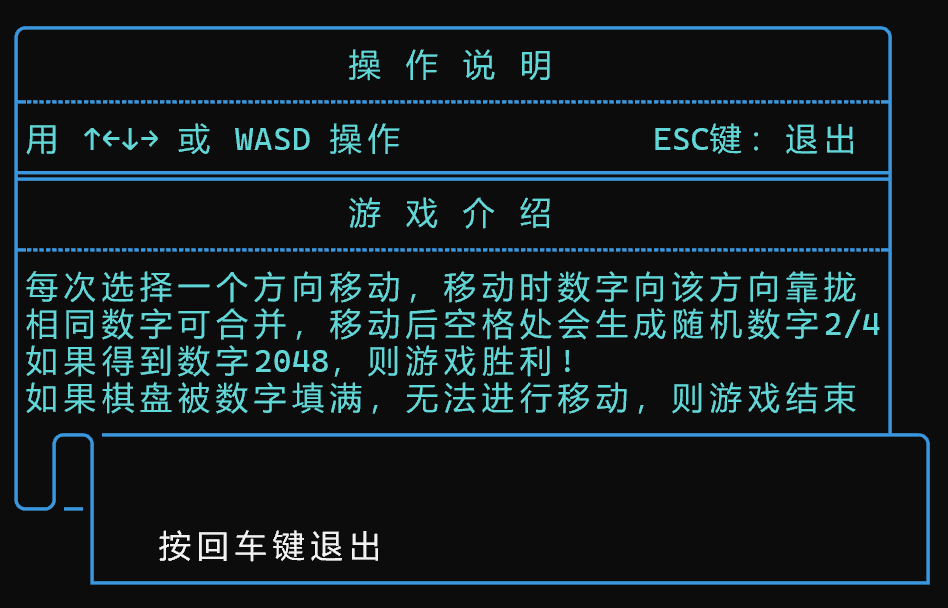 操 作 说 明
用 ↑←↓→ 或 WASD 操作 ESC键：退出
游 戏 介 绍
每次选择一个方向移动，移动时数字向该方向靠拢
相同数字可合并，移动后空格处会生成随机数字2/4
如果得到数字2048，则游戏胜利！
如果棋盘被数字填满，无法进行移动，则游戏结束
按回车键退出